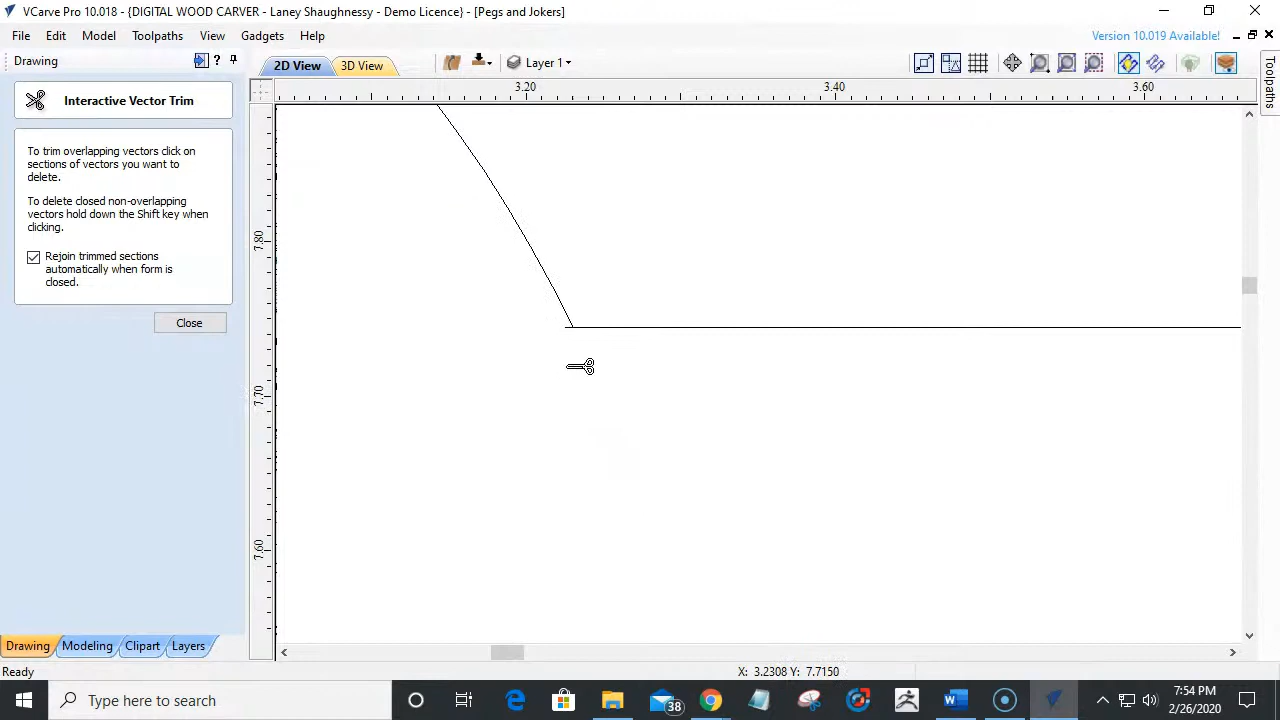 VCarve Pro 10.018 - {DIGITAL WOOD CARVER - Laney Shaughnessy - Demo Licence} - [Pegs and Jokers]
File Edit Model Toolpaths View Gadgets Help Version 10.019 Available!
Drawing ?
2D View 3D View Layer 1
Interactive Vector Trim
3.20 3.40 3.60
Toolpaths
To trim overlapping vectors click on
sections of vectors you want to
delete.
To delete closed non-overlapping
vectors hold down the Shift key when
clicking.
Rejoin trimmed sections
automatically when form is
closed.
Close
7.80
7.70
7.60
Drawing Modeling Clipart Layers
Ready X: 3.2308 Y: 7.7150
Type here to search
38
7:54 PM
2/26/2020